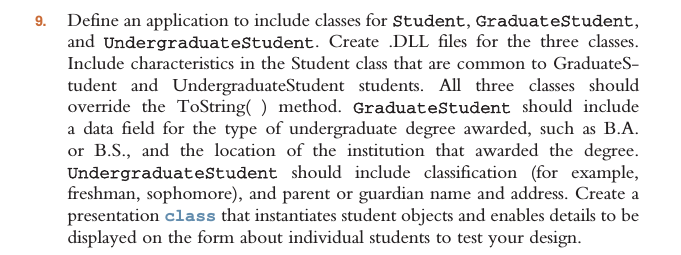 9. Define an application to include classes for Student, GraduateStudent,
and UndergraduateStudent. Create .DLL files for the three classes.
Include characteristics in the Student class that are common to GraduateS-
tudent and UndergraduateStudent students. All three classes should
override the ToString( ) method. GraduateStudent should include
a data field for the type of undergraduate degree awarded, such as B.A.
or B.S., and the location of the institution that awarded the degree.
UndergraduateStudent should include classification (for example,
freshman, sophomore), and parent or guardian name and address. Create a
presentation class that instantiates student objects and enables details to be
displayed on the form about individual students to test your design.